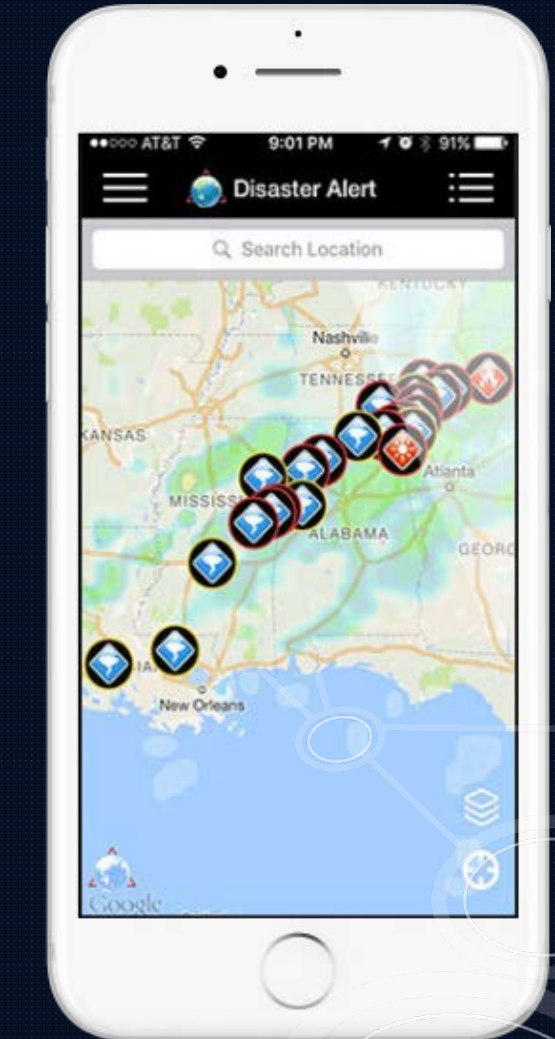 AT&T 9:01 PM 91%
Disaster Alert
Search Location
KENTUCKY
Nashville
TENNESSEE
KANSAS
Atlanta
MISSISS
ALABAMA
GEORG
IA
New Orleans
Google